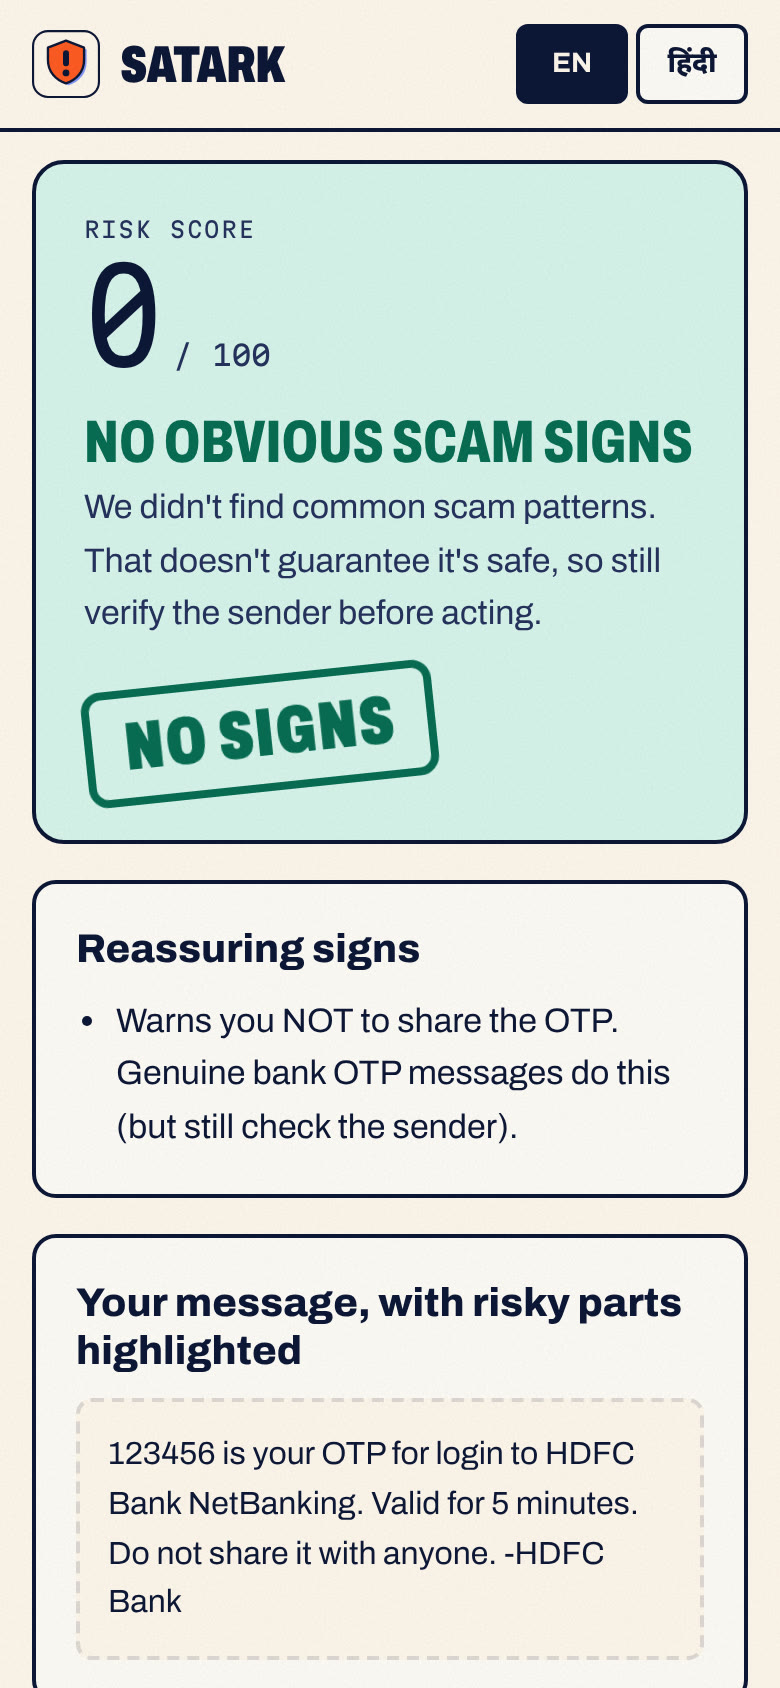 SATARK
EN
हिंदी
RISK SCORE
0 / 100
NO OBVIOUS SCAM SIGNS
We didn't find common scam patterns.
That doesn't guarantee it's safe, so still
verify the sender before acting.
NO SIGNS
Reassuring signs
• Warns you NOT to share the OTP.
Genuine bank OTP messages do this
(but still check the sender).
Your message, with risky parts
highlighted
123456 is your OTP for login to HDFC
Bank NetBanking. Valid for 5 minutes.
Do not share it with anyone. -HDFC
Bank